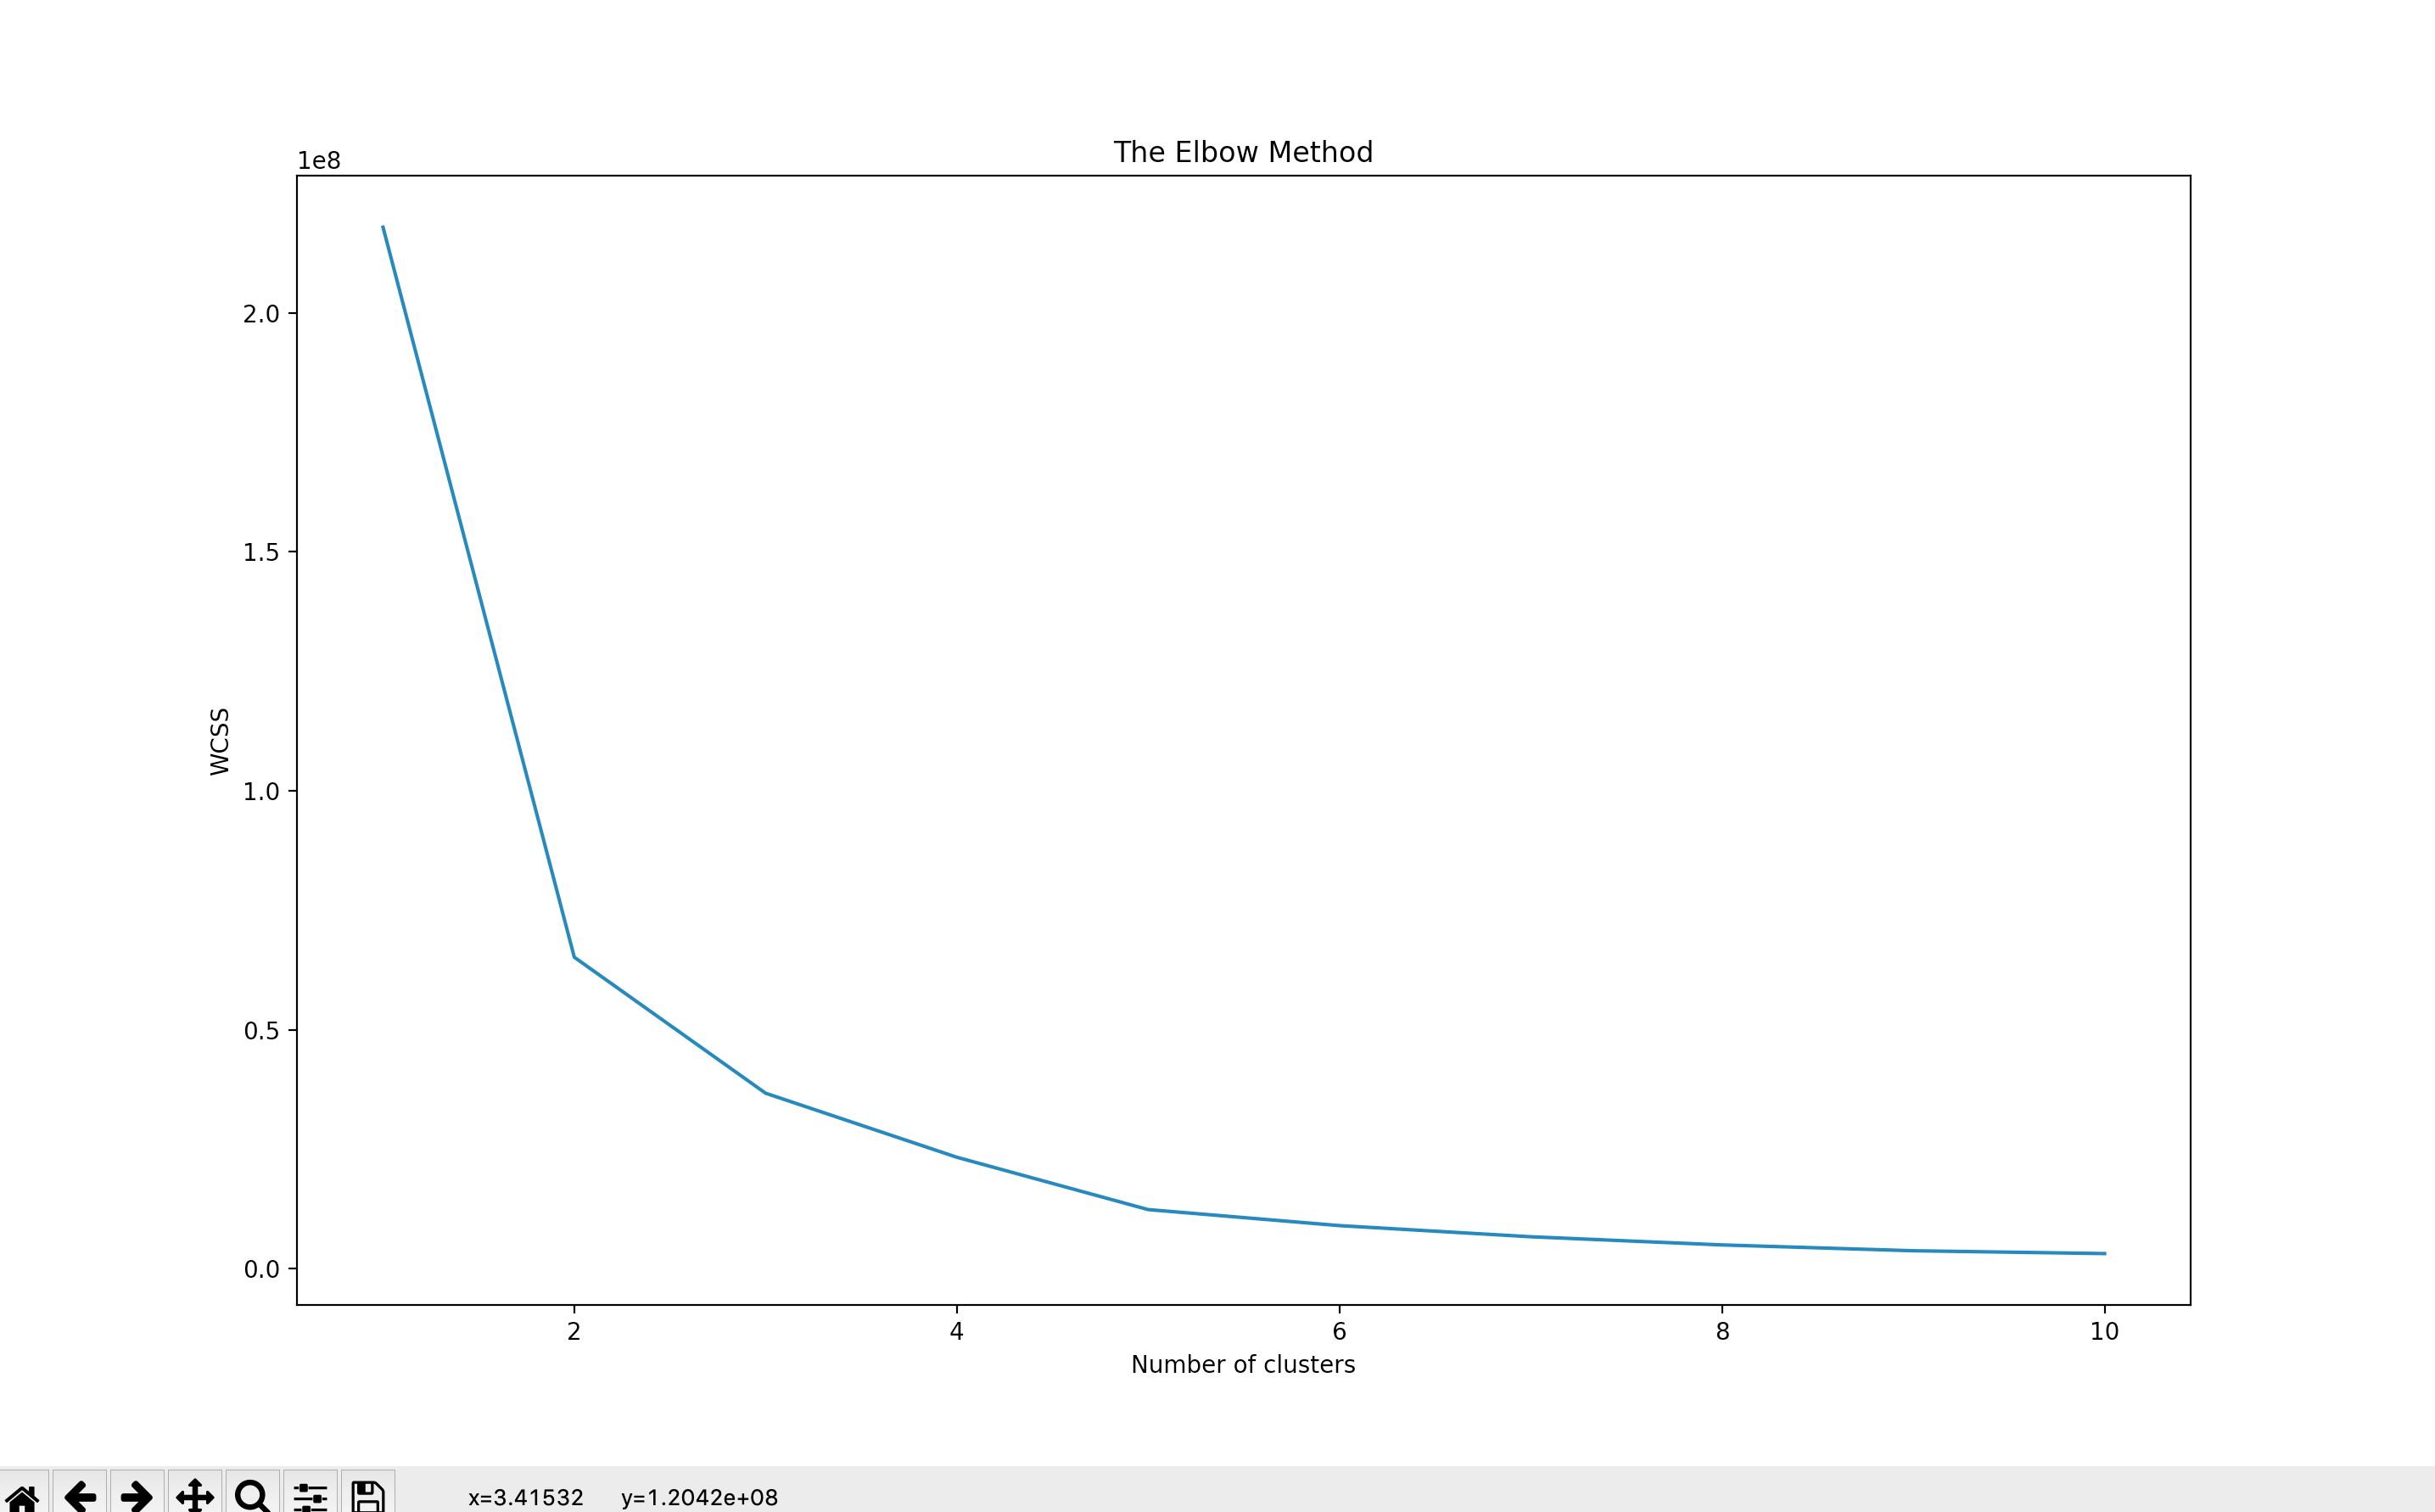 The Elbow Method
1e8
2.0
1.5
1.0
0.5
0.0
WCSS
2 4 6 8 10
Number of clusters
x=3.41532 y=1.2042e+08